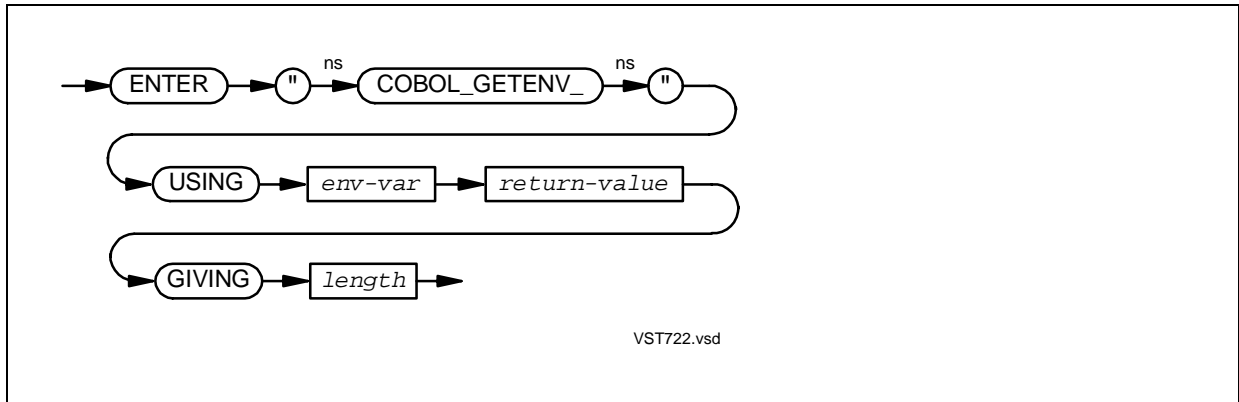 ns ns
ENTER " COBOL_GETENV_ "
USING env-var return-value
GIVING length
VST722.vsd